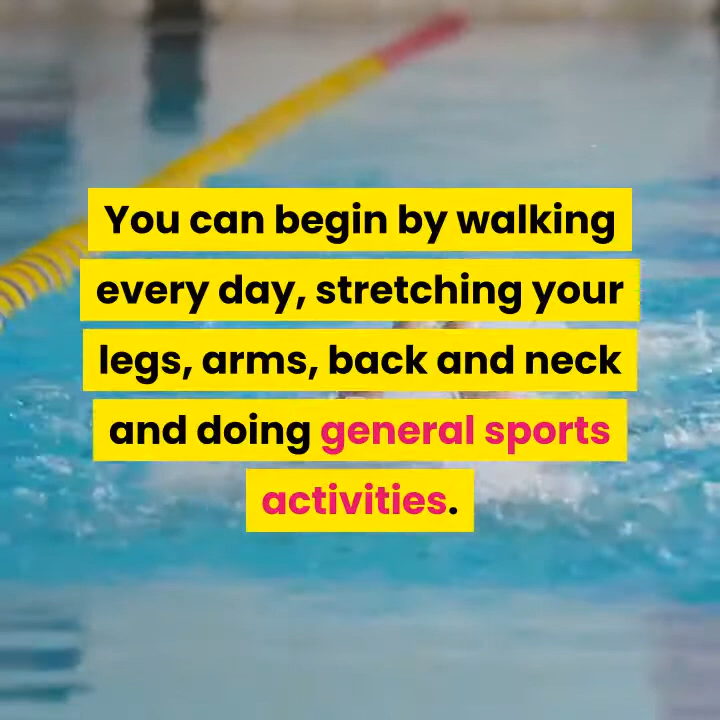 You can begin by walking
every day, stretching your
legs, arms, back and neck
and doing general sports
activities.